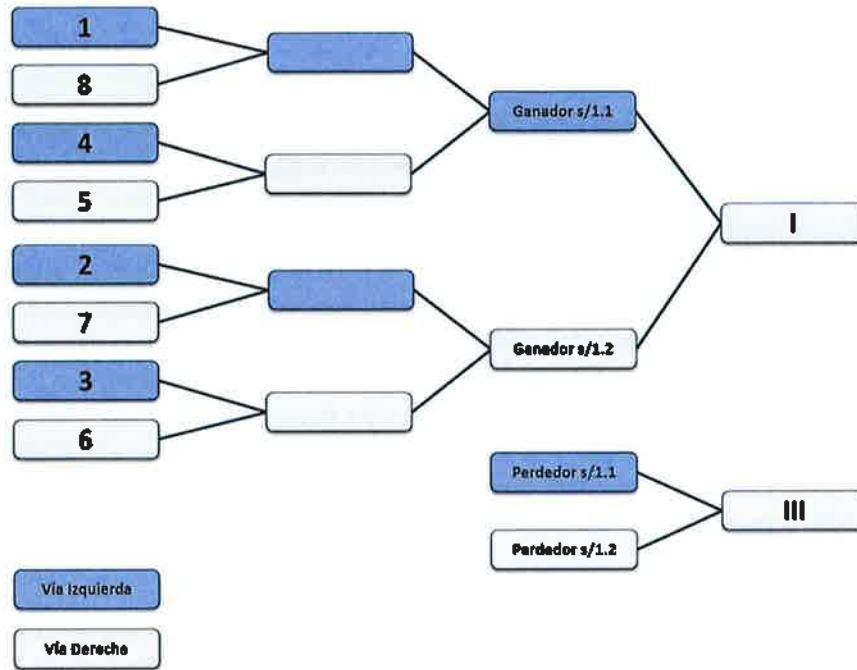 1
8
4
5
2
7
3
6
Ganador s/1.1
Ganador s/1.2
I
Perdedor s/1.1
Perdedor s/1.2
III
Vía Izquierda
Vía Derecha